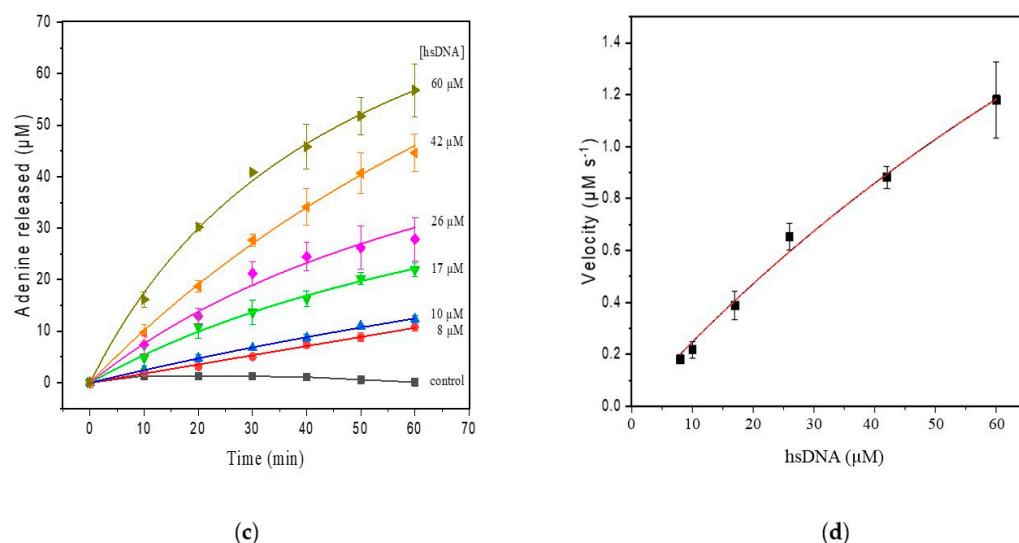 70
60
50
40
30
20
10
0
Adenine released (µM)
[hsDNA]
60 µM
42 µM
26 µM
17 µM
10 µM
8 µM
control
0 10 20 30 40 50 60 70
Time (min)
(c)
1.4
1.2
1.0
0.8
0.6
0.4
0.2
0.0
Velocity (µM s⁻¹)
10 20 30 40 50 60
hsDNA (µM)
(d)